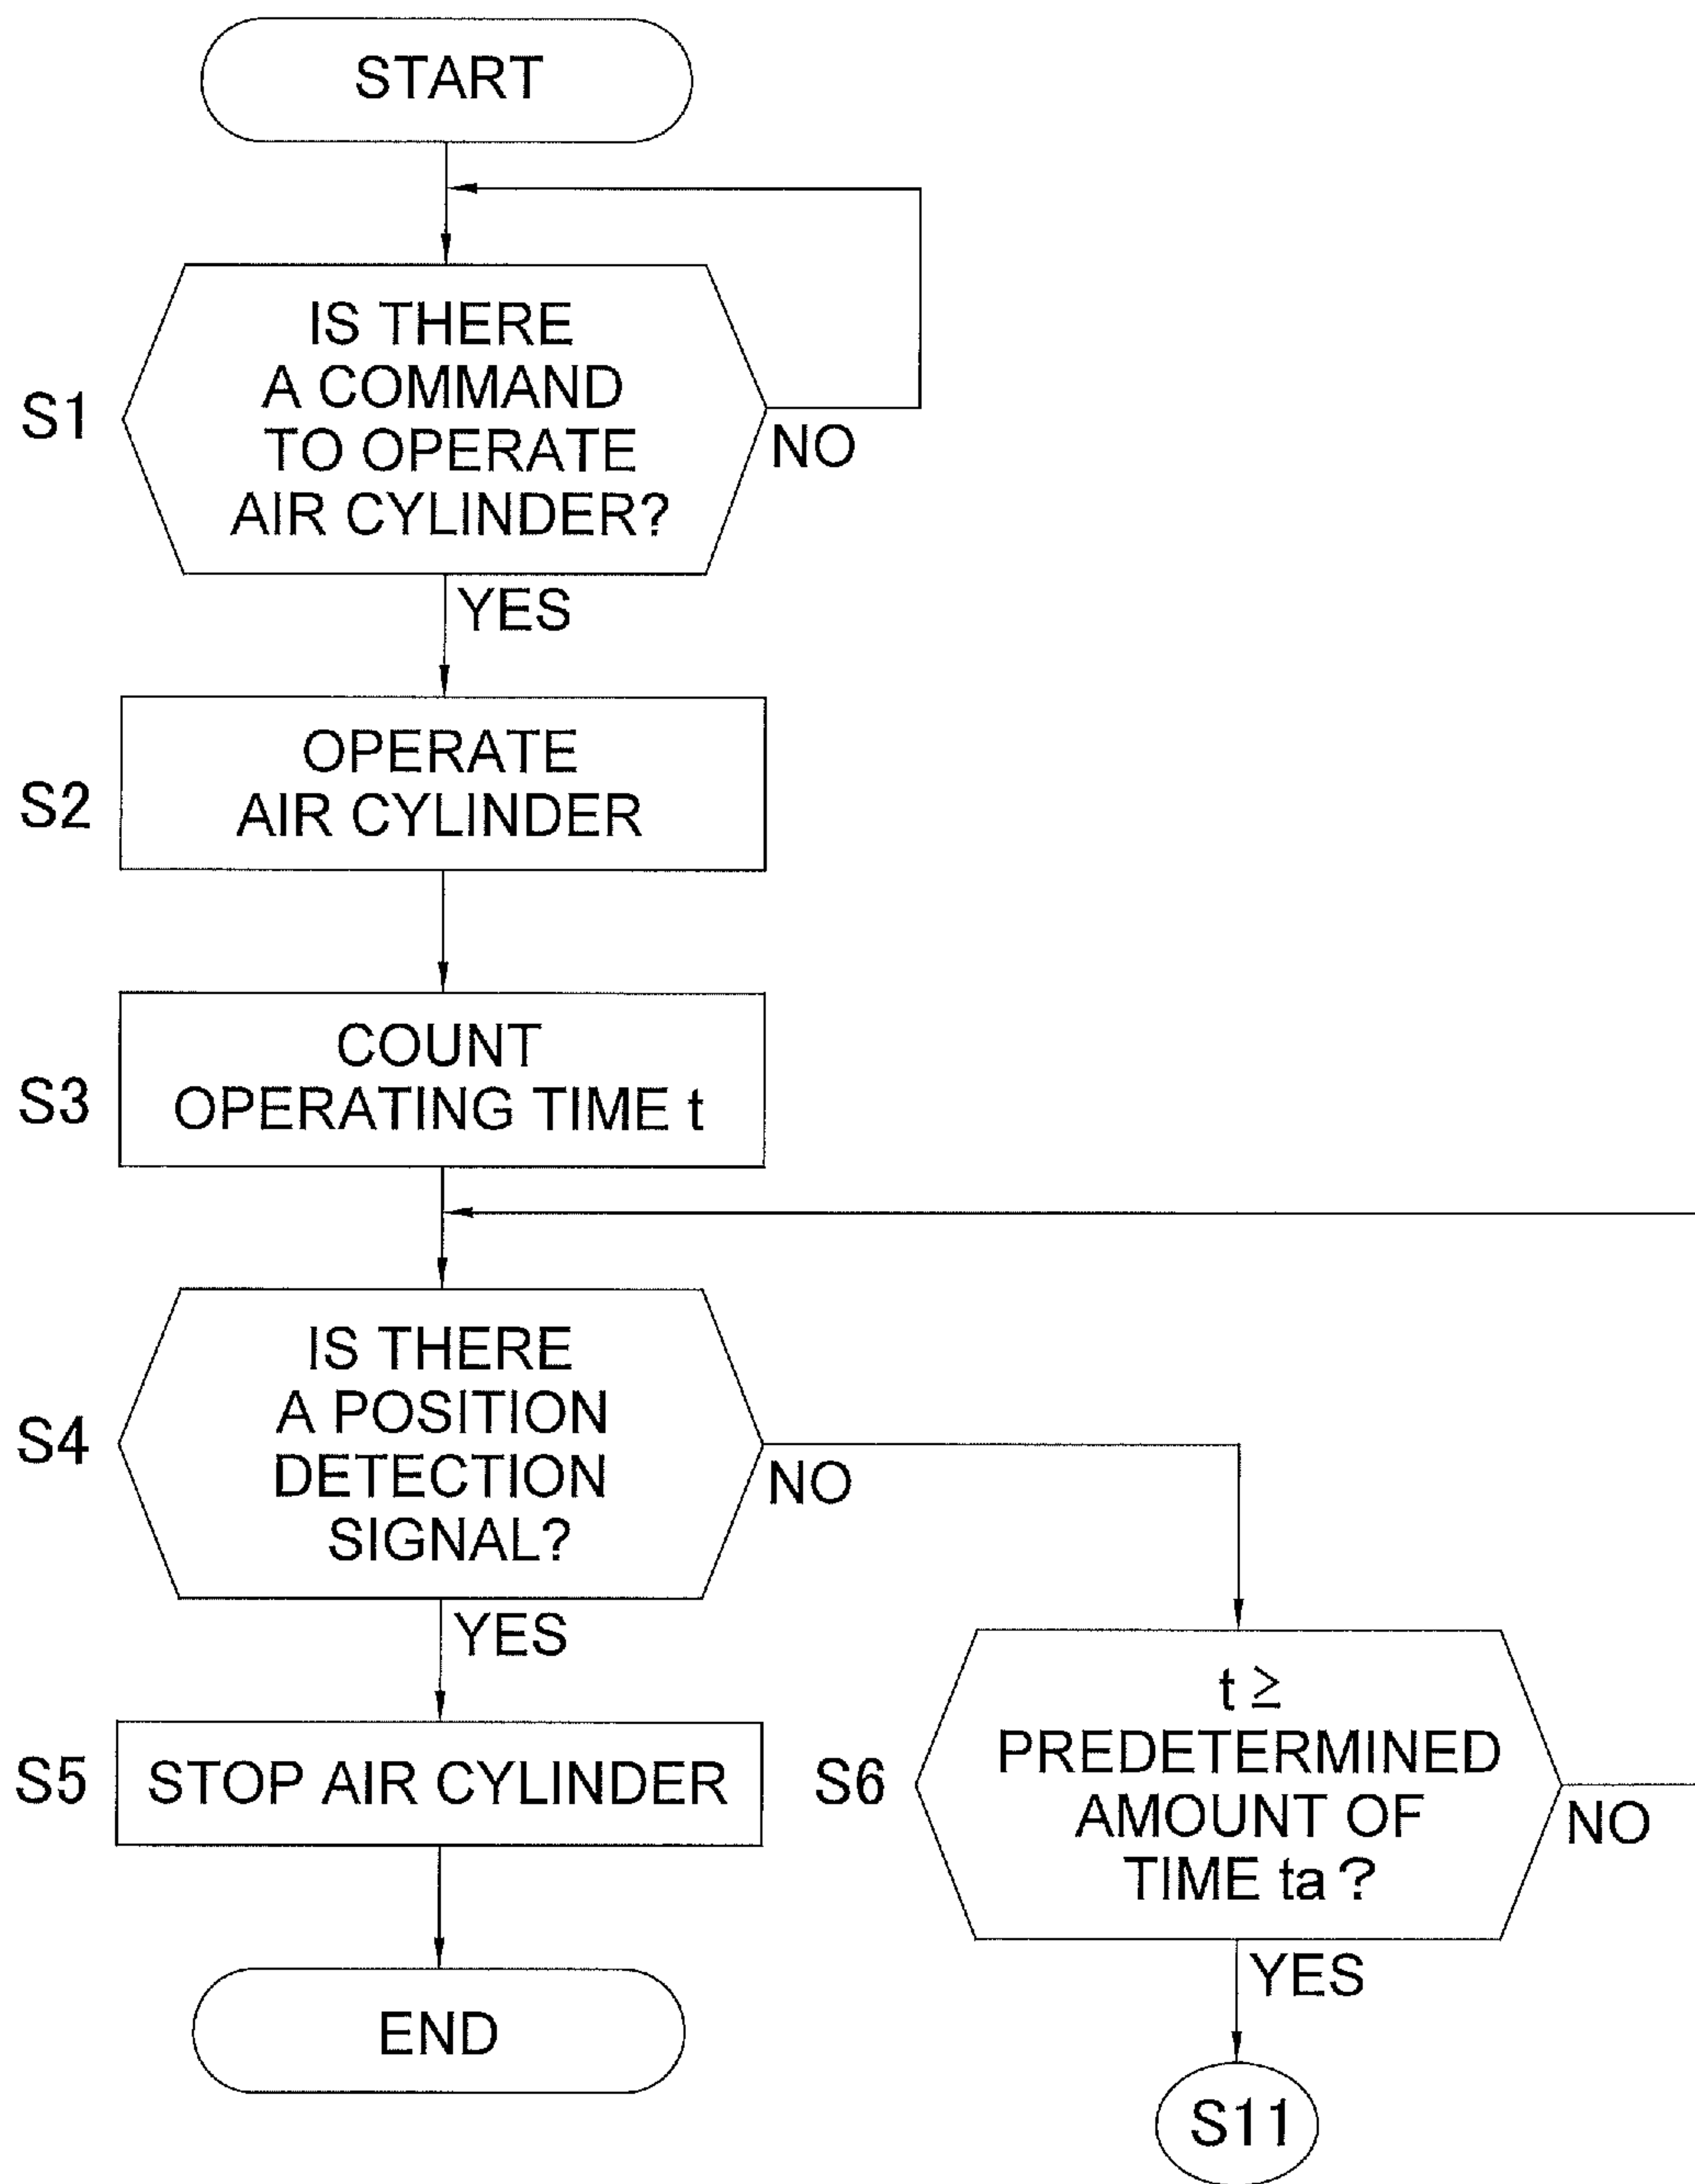 START
IS THERE
A COMMAND
TO OPERATE
AIR CYLINDER?
S1
NO
YES
OPERATE
AIR CYLINDER
S2
COUNT
OPERATING TIME t
S3
IS THERE
A POSITION
DETECTION
SIGNAL?
S4
NO
YES
STOP AIR CYLINDER
S5
END
t ≥
PREDETERMINED
AMOUNT OF
TIME ta ?
S6
NO
YES
S11